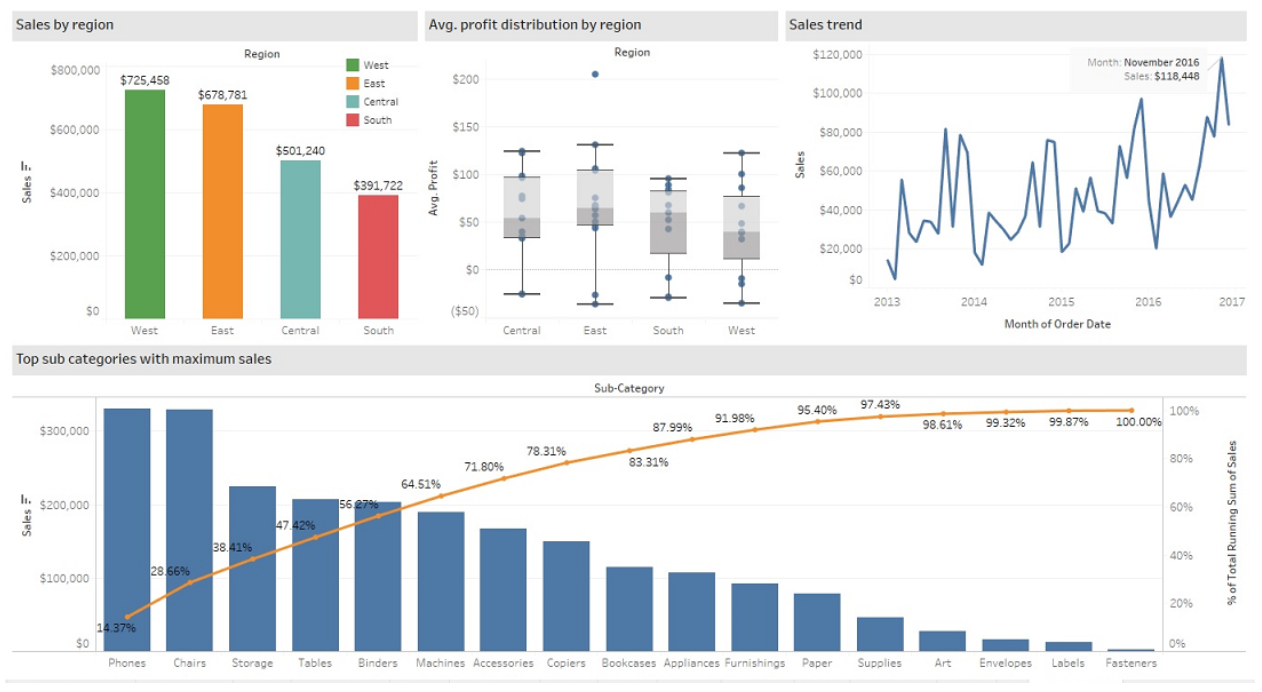 Sales by region
Region
West
East
Central
South
$800,000
$600,000
$400,000
$200,000
$0
Sales
$725,458
$678,781
$501,240
$391,722
West East Central South
Avg. profit distribution by region
Region
$200
$150
$100
$50
$0
($50)
Avg. Profit
Central East South West
Sales trend
$120,000
$100,000
$80,000
$60,000
$40,000
$20,000
$0
Sales
Month: November 2016
Sales: $118,448
2013 2014 2015 2016 2017
Month of Order Date
Top sub categories with maximum sales
Sub-Category
$300,000
$200,000
$100,000
$0
Sales
14.37%
28.66%
38.41%
47.42%
56.27%
64.51%
71.80%
78.31%
83.31%
87.99%
91.98%
95.40%
97.43%
98.61%
99.32%
99.87%
100.00%
100%
80%
60%
40%
20%
0%
% of Total Running Sum of Sales
Phones Chairs Storage Tables Binders Machines Accessories Copiers Bookcases Appliances Furnishings Paper Supplies Art Envelopes Labels Fasteners